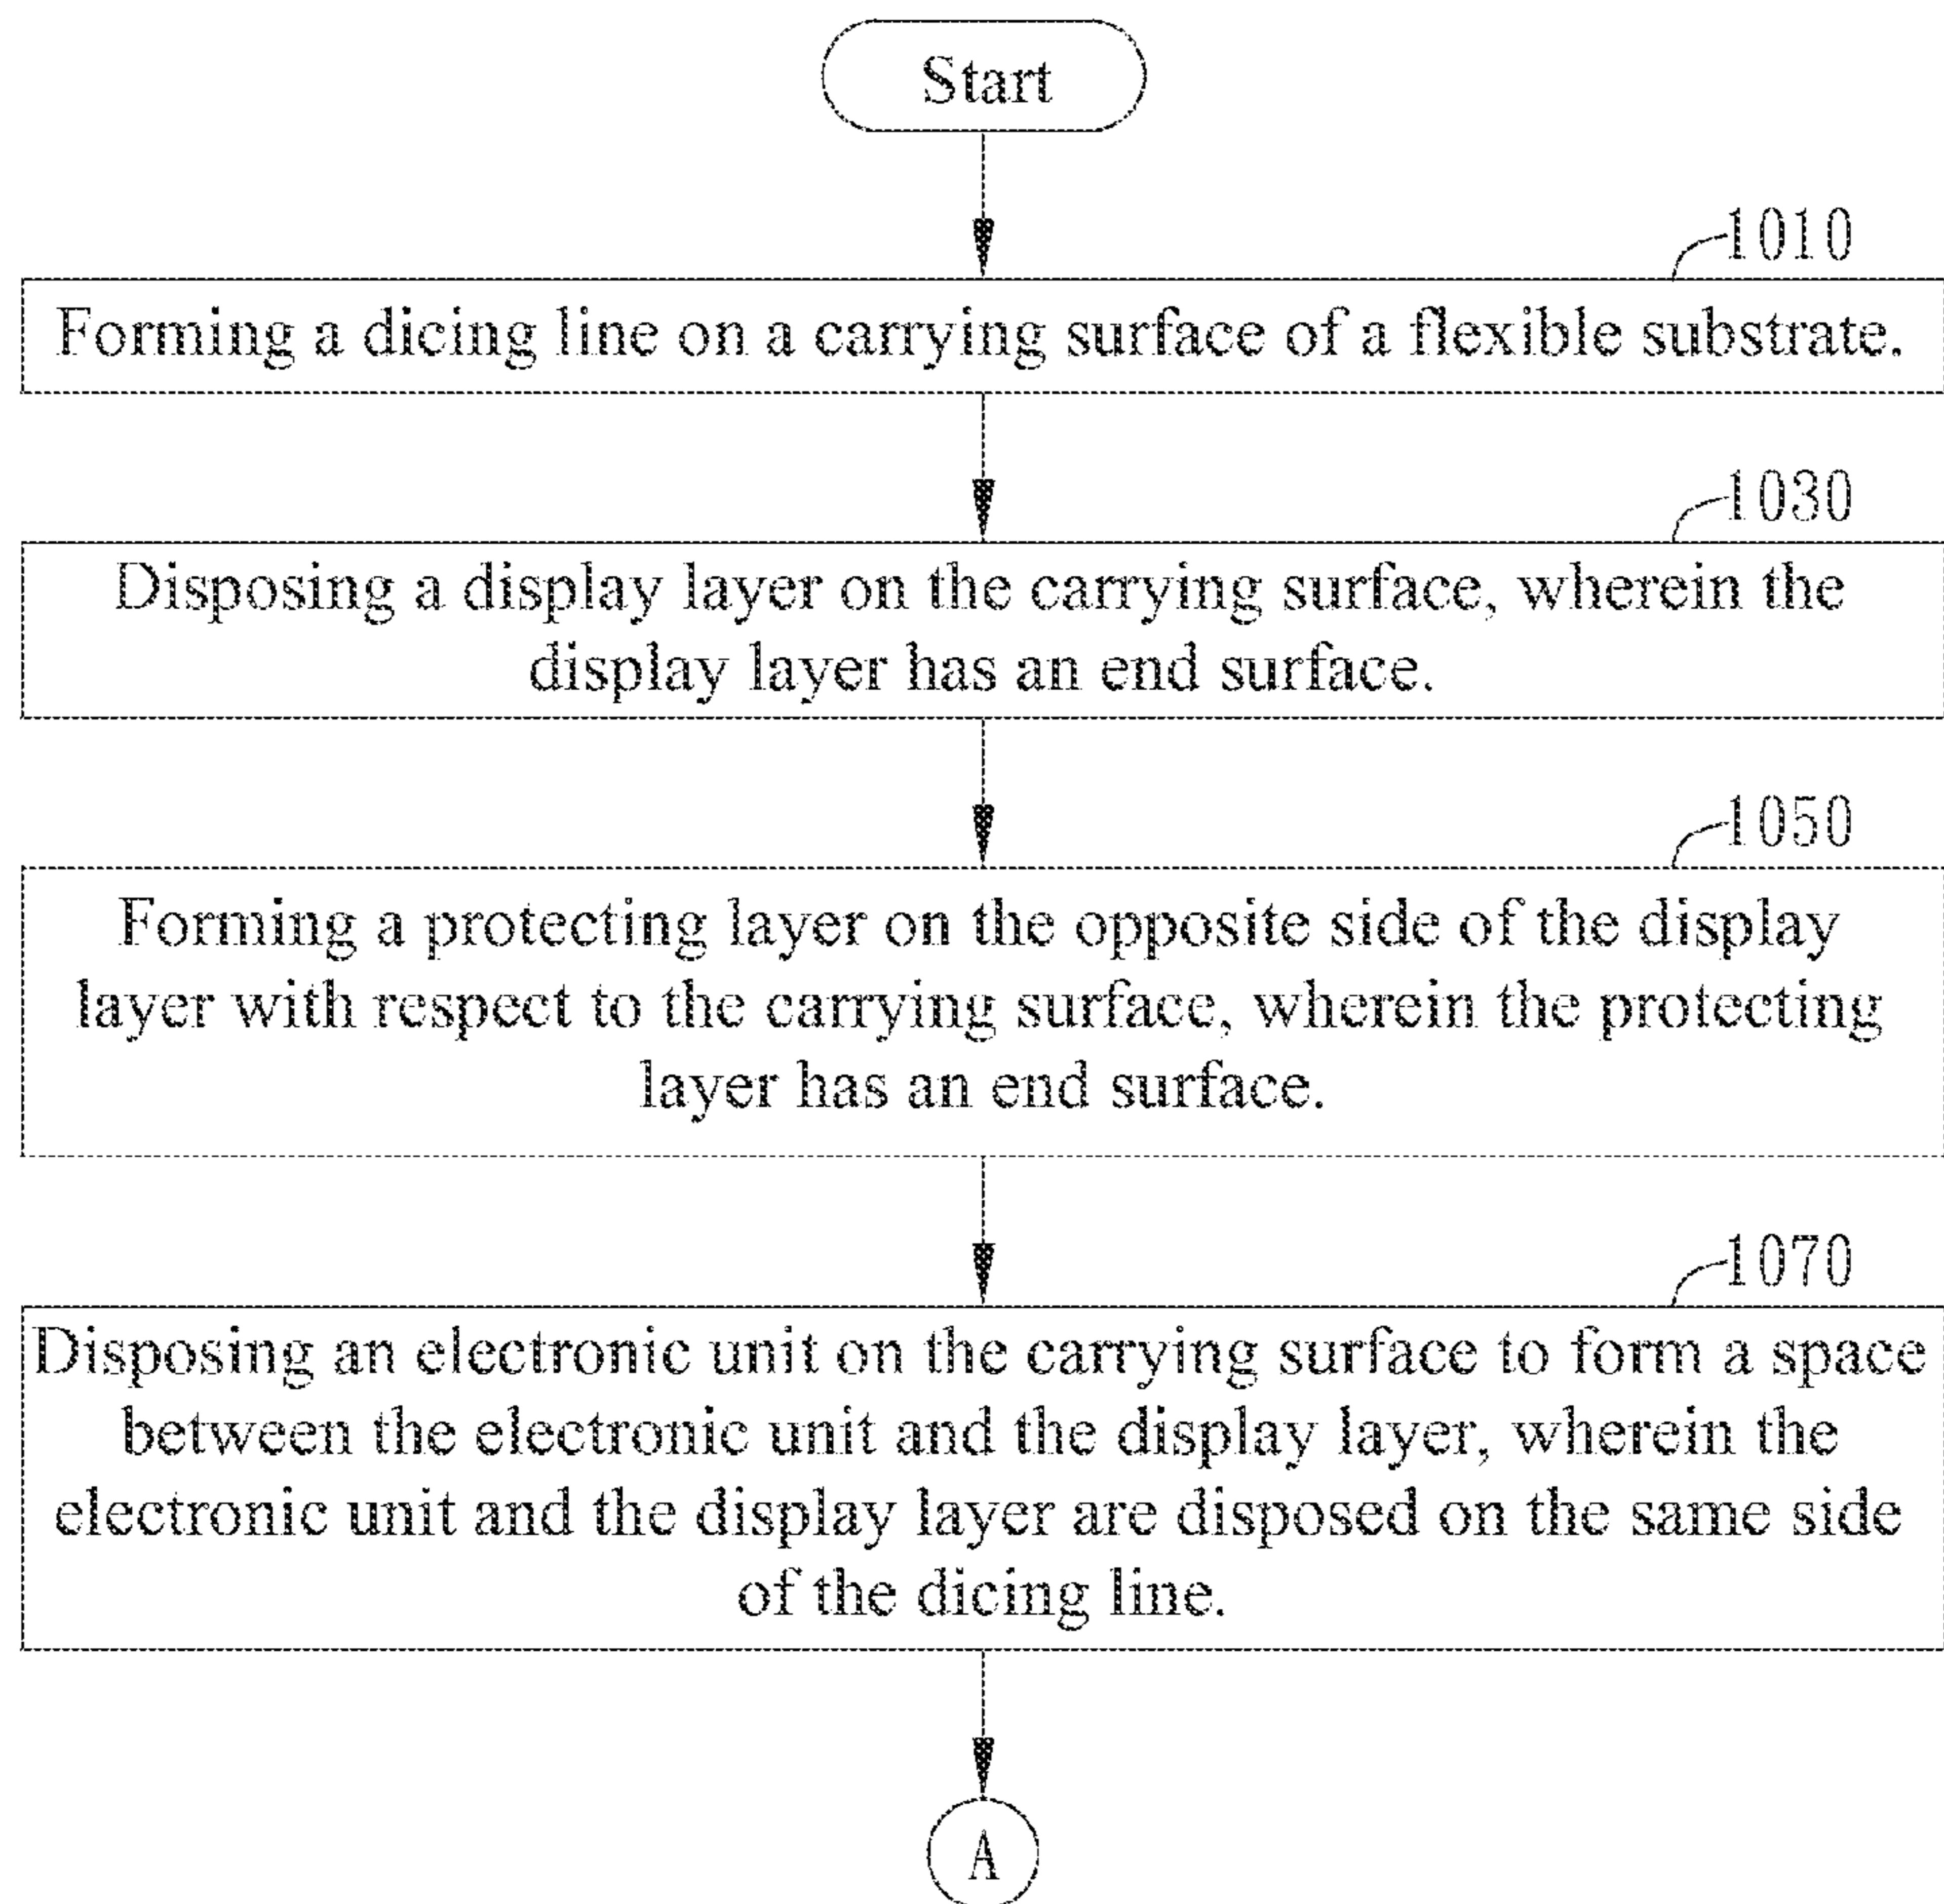 Start
1010
Forming a dicing line on a carrying surface of a flexible substrate.
1030
Disposing a display layer on the carrying surface, wherein the
display layer has an end surface.
1050
Forming a protecting layer on the opposite side of the display
layer with respect to the carrying surface, wherein the protecting
layer has an end surface.
1070
Disposing an electronic unit on the carrying surface to form a space
between the electronic unit and the display layer, wherein the
electronic unit and the display layer are disposed on the same side
of the dicing line.
A